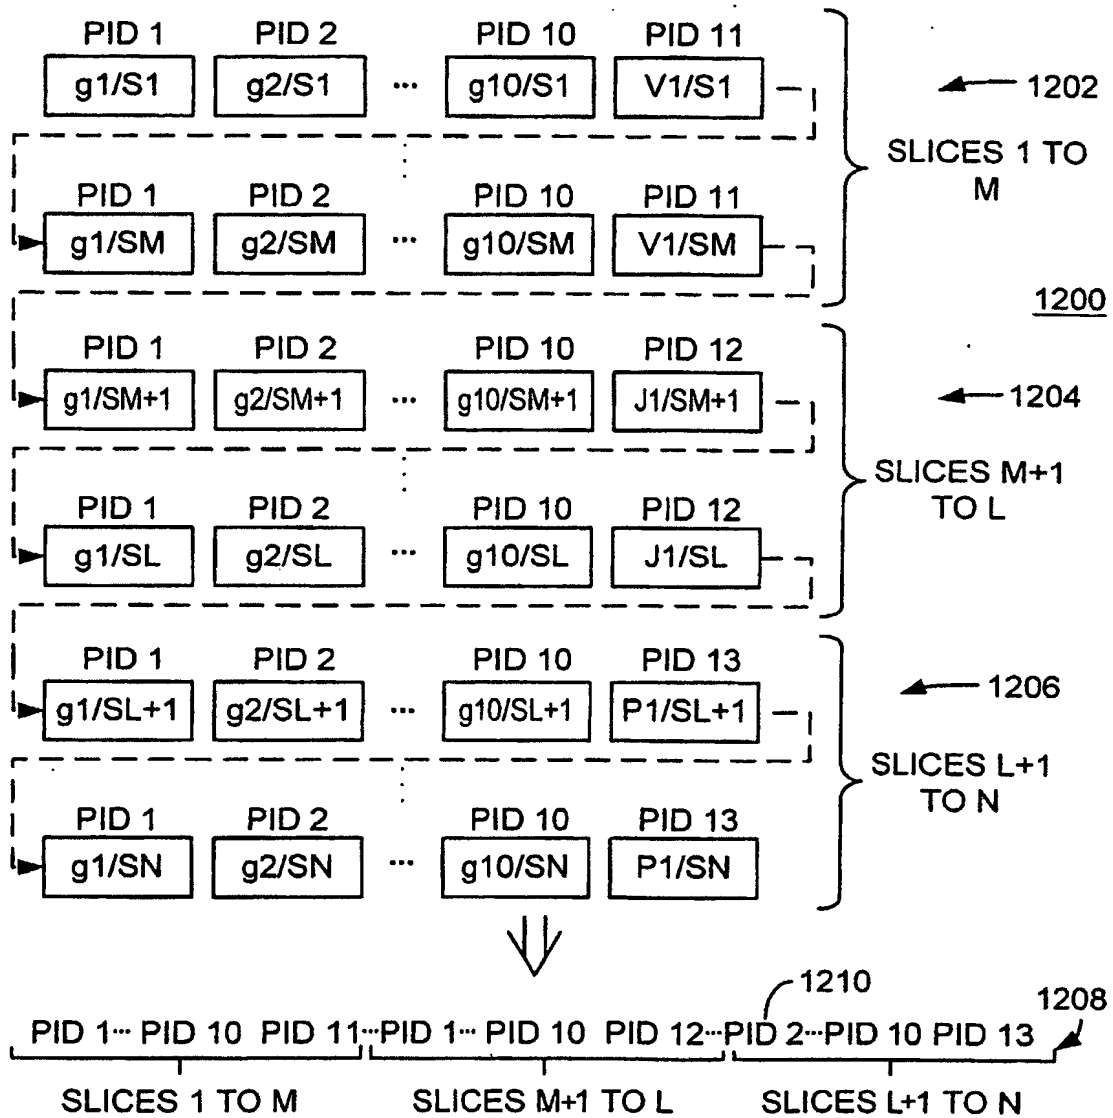 PID 1 PID 2 PID 10 PID 11
g1/S1 g2/S1 ... g10/S1 V1/S1
1202
SLICES 1 TO
M
PID 1 PID 2 PID 10 PID 11
g1/SM g2/SM ... g10/SM V1/SM
1200
PID 1 PID 2 PID 10 PID 12
g1/SM+1 g2/SM+1 ... g10/SM+1 J1/SM+1
1204
SLICES M+1
TO L
PID 1 PID 2 PID 10 PID 12
g1/SL g2/SL ... g10/SL J1/SL
PID 1 PID 2 PID 10 PID 13
g1/SL+1 g2/SL+1 ... g10/SL+1 P1/SL+1
1206
SLICES L+1
TO N
PID 1 PID 2 PID 10 PID 13
g1/SN g2/SN ... g10/SN P1/SN
1210
1208
PID 1... PID 10 PID 11...PID 1... PID 10 PID 12...PID 2...PID 10 PID 13
SLICES 1 TO M SLICES M+1 TO L SLICES L+1 TO N